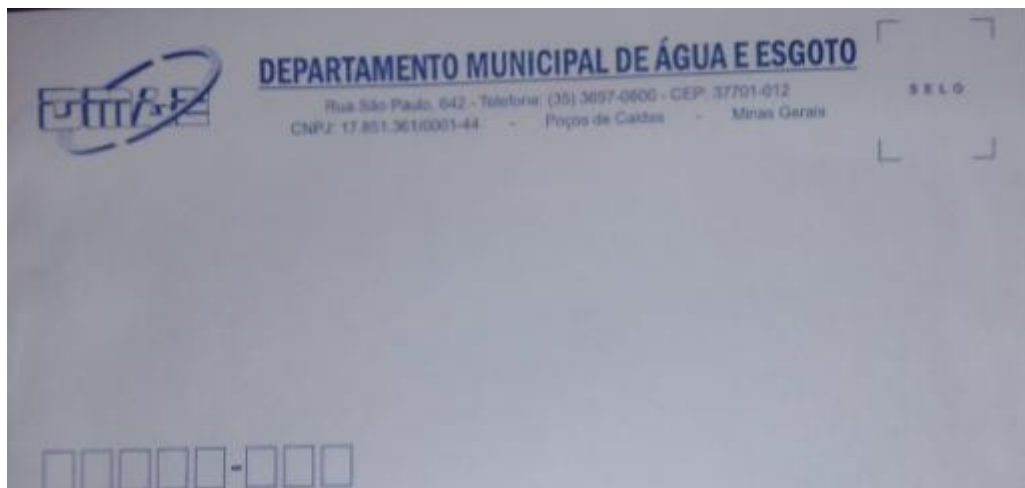 DEPARTAMENTO MUNICIPAL DE ÁGUA E ESGOTO
Rua São Paulo, 642 - Telefone: (35) 3697-0600 - CEP: 37701-012
CNPJ: 17.851.361/0001-44 - Poços de Caldas - Minas Gerais
SELO